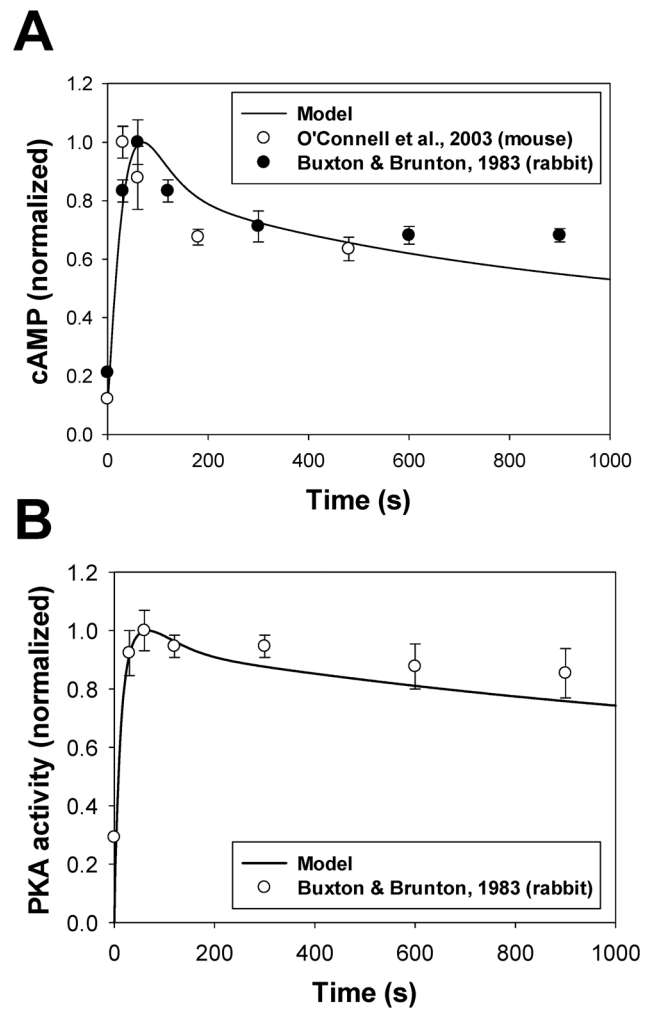 A
1.2
1.0
0.8
0.6
0.4
0.2
0.0
cAMP (normalized)
Model
O'Connell et al., 2003 (mouse)
Buxton & Brunton, 1983 (rabbit)
0 200 400 600 800 1000
Time (s)
B
1.2
1.0
0.8
0.6
0.4
0.2
0.0
PKA activity (normalized)
Model
Buxton & Brunton, 1983 (rabbit)
0 200 400 600 800 1000
Time (s)